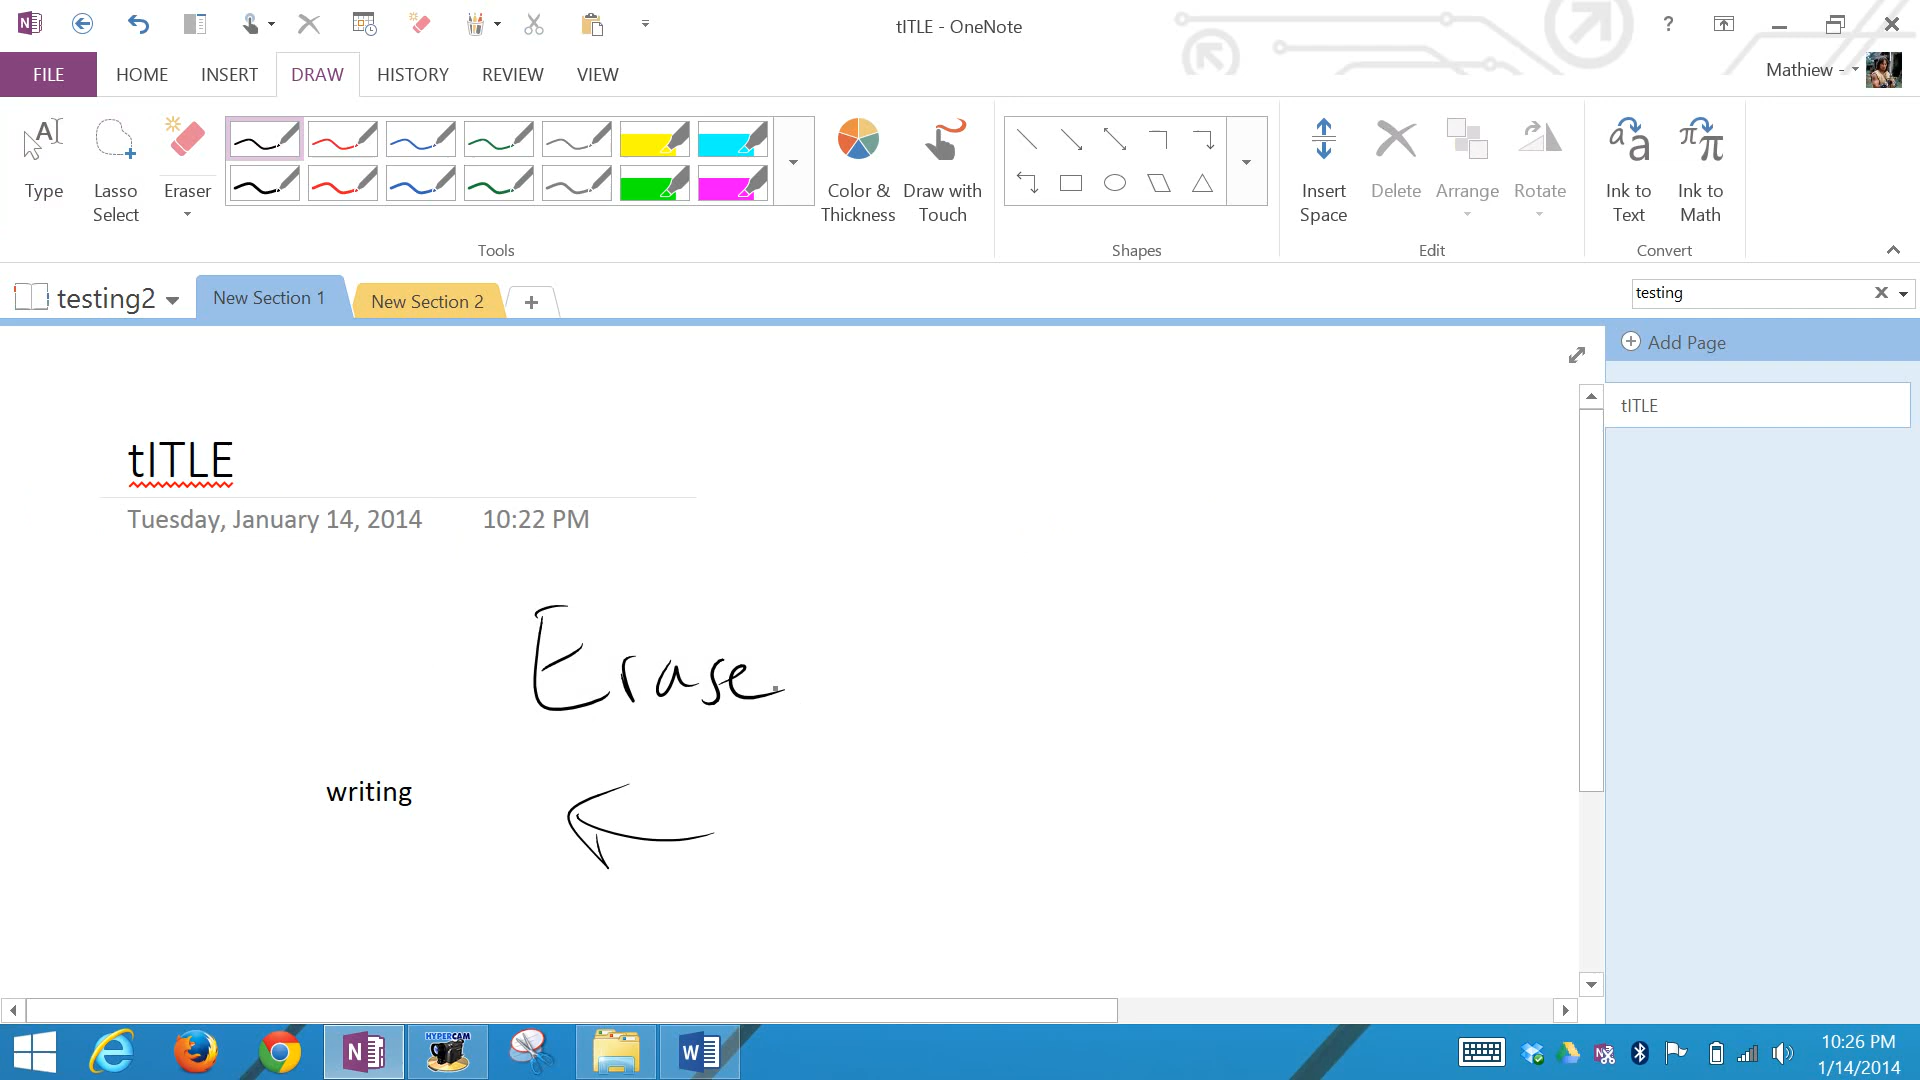 tITLE - OneNote
?
FILE
HOME
INSERT
DRAW
HISTORY
REVIEW
VIEW
Mathiew -
Type
Lasso
Select
Eraser
Color &
Thickness
Draw with
Touch
Insert
Space
Delete
Arrange
Rotate
Ink to
Text
Ink to
Math
Tools
Shapes
Edit
Convert
testing2
New Section 1
New Section 2
testing
Add Page
tITLE
tITLE
Tuesday, January 14, 2014 10:22 PM
Erase
writing
HYPERCAM
10:26 PM
1/14/2014